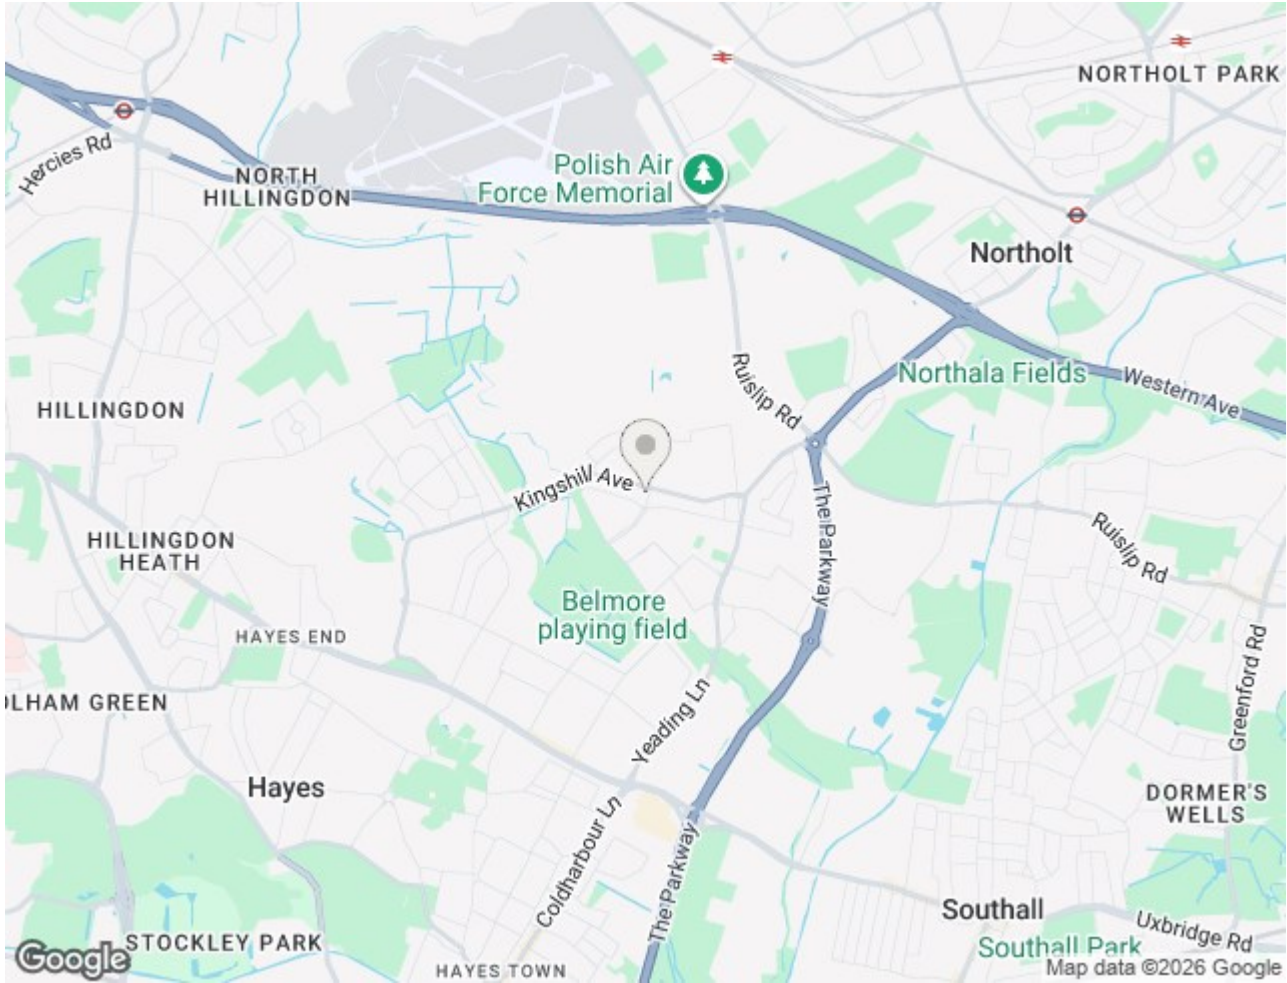 NORTHOLT PARK
Hercies Rd
NORTH
HILLINGDON
Polish Air
Force Memorial
Northolt
Ruislip Rd
Northala Fields
Western Ave
HILLINGDON
Kingshill Ave
The Parkway
Ruislip Rd
HILLINGDON
HEATH
Belmore
playing field
HAYES END
OLHAM GREEN
Yeading Ln
Greenford Rd
Hayes
DORMER'S
WELLS
Coldharbour Ln
The Parkway
Southall
Uxbridge Rd
STOCKLEY PARK
Southall Park
Google
HAYES TOWN
Map data ©2026 Google